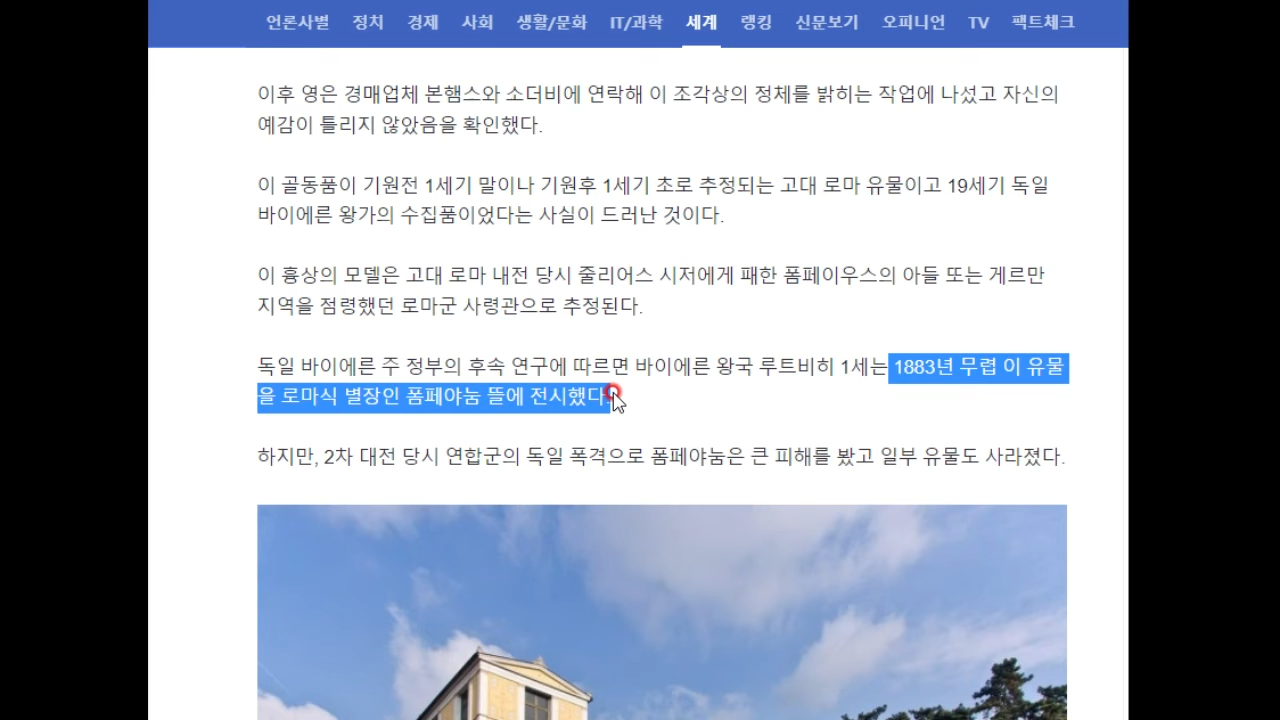 언론사별 정치 경제 사회 생활/문화 IT/과학 세계 랭킹 신문보기 오피니언 TV 팩트체크
이후 영은 경매업체 본햄스와 소더비에 연락해 이 조각상의 정체를 밝히는 작업에 나섰고 자신의
예감이 틀리지 않았음을 확인했다.
이 골동품이 기원전 1세기 말이나 기원후 1세기 초로 추정되는 고대 로마 유물이고 19세기 독일
바이에른 왕가의 수집품이었다는 사실이 드러난 것이다.
이 흉상의 모델은 고대 로마 내전 당시 줄리어스 시저에게 패한 폼페이우스의 아들 또는 게르만
지역을 점령했던 로마군 사령관으로 추정된다.
독일 바이에른 주 정부의 후속 연구에 따르면 바이에른 왕국 루트비히 1세는 1883년 무렵 이 유물
을 로마식 별장인 폼페야눔 뜰에 전시했다.
하지만, 2차 대전 당시 연합군의 독일 폭격으로 폼페야눔은 큰 피해를 봤고 일부 유물도 사라졌다.